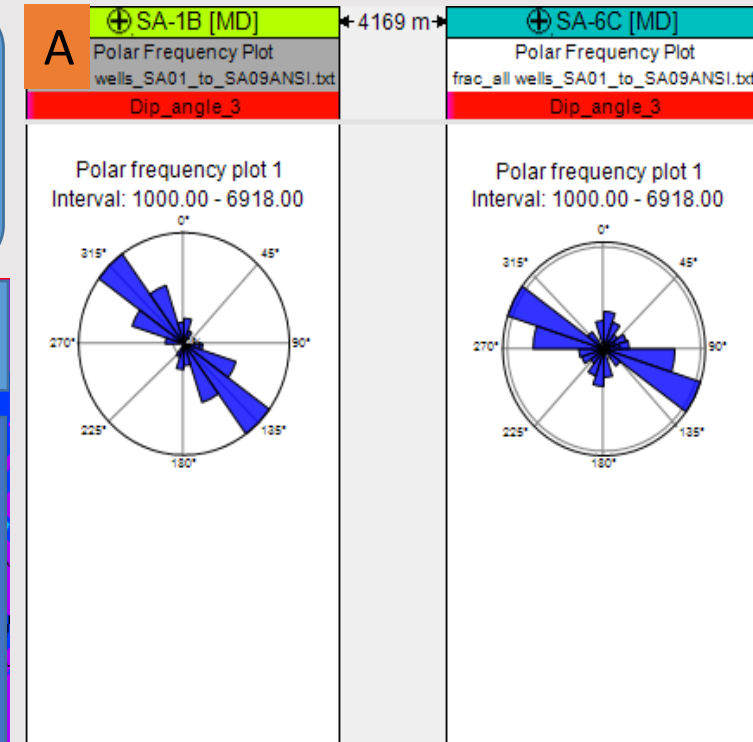 A
SA-1B [MD]
4169 m
SA-6C [MD]
Polar Frequency Plot
wells_SA01_to_SA09ANSI.txt
Dip_angle_3
Polar Frequency Plot
frac_all wells_SA01_to_SA09ANSI.txt
Dip_angle_3
Polar frequency plot 1
Interval: 1000.00 - 6918.00
0°
45°
90°
135°
180°
225°
270°
315°
Polar frequency plot 1
Interval: 1000.00 - 6918.00
0°
45°
90°
135°
180°
225°
270°
315°